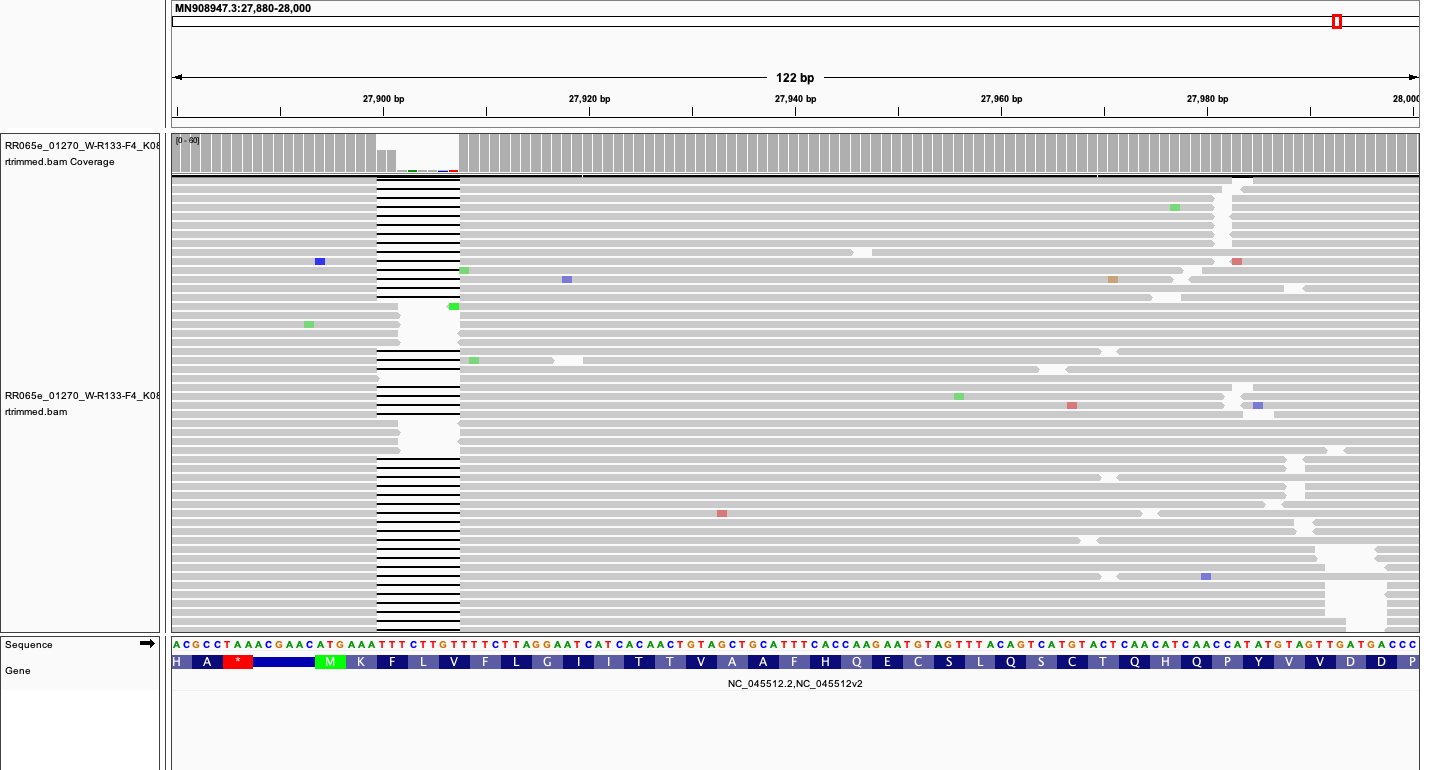 MN908947.3:27,880-28,000
122 bp
27,900 bp
27,920 bp
27,940 bp
27,960 bp
27,980 bp
28,000
RR065e_01270_W-R133-F4_K08
rtrimmed.bam Coverage
[0 - 60]
RR065e_01270_W-R133-F4_K08
rtrimmed.bam
Sequence
ACGCCTAAACGAACATGAAATTTCTTGTTTTCTTAGGAATCATCACAACTGTAGCTGCATTTCACCAAGAATGTAGTTTACAGTCATGTACTCAACATCAACCATATGTAGTTGATGACCC
Gene
H A * M K F L V F L G I I T T V A A F H Q E C S L Q S C T Q H Q P Y V V D D P
NC_045512.2,NC_045512v2